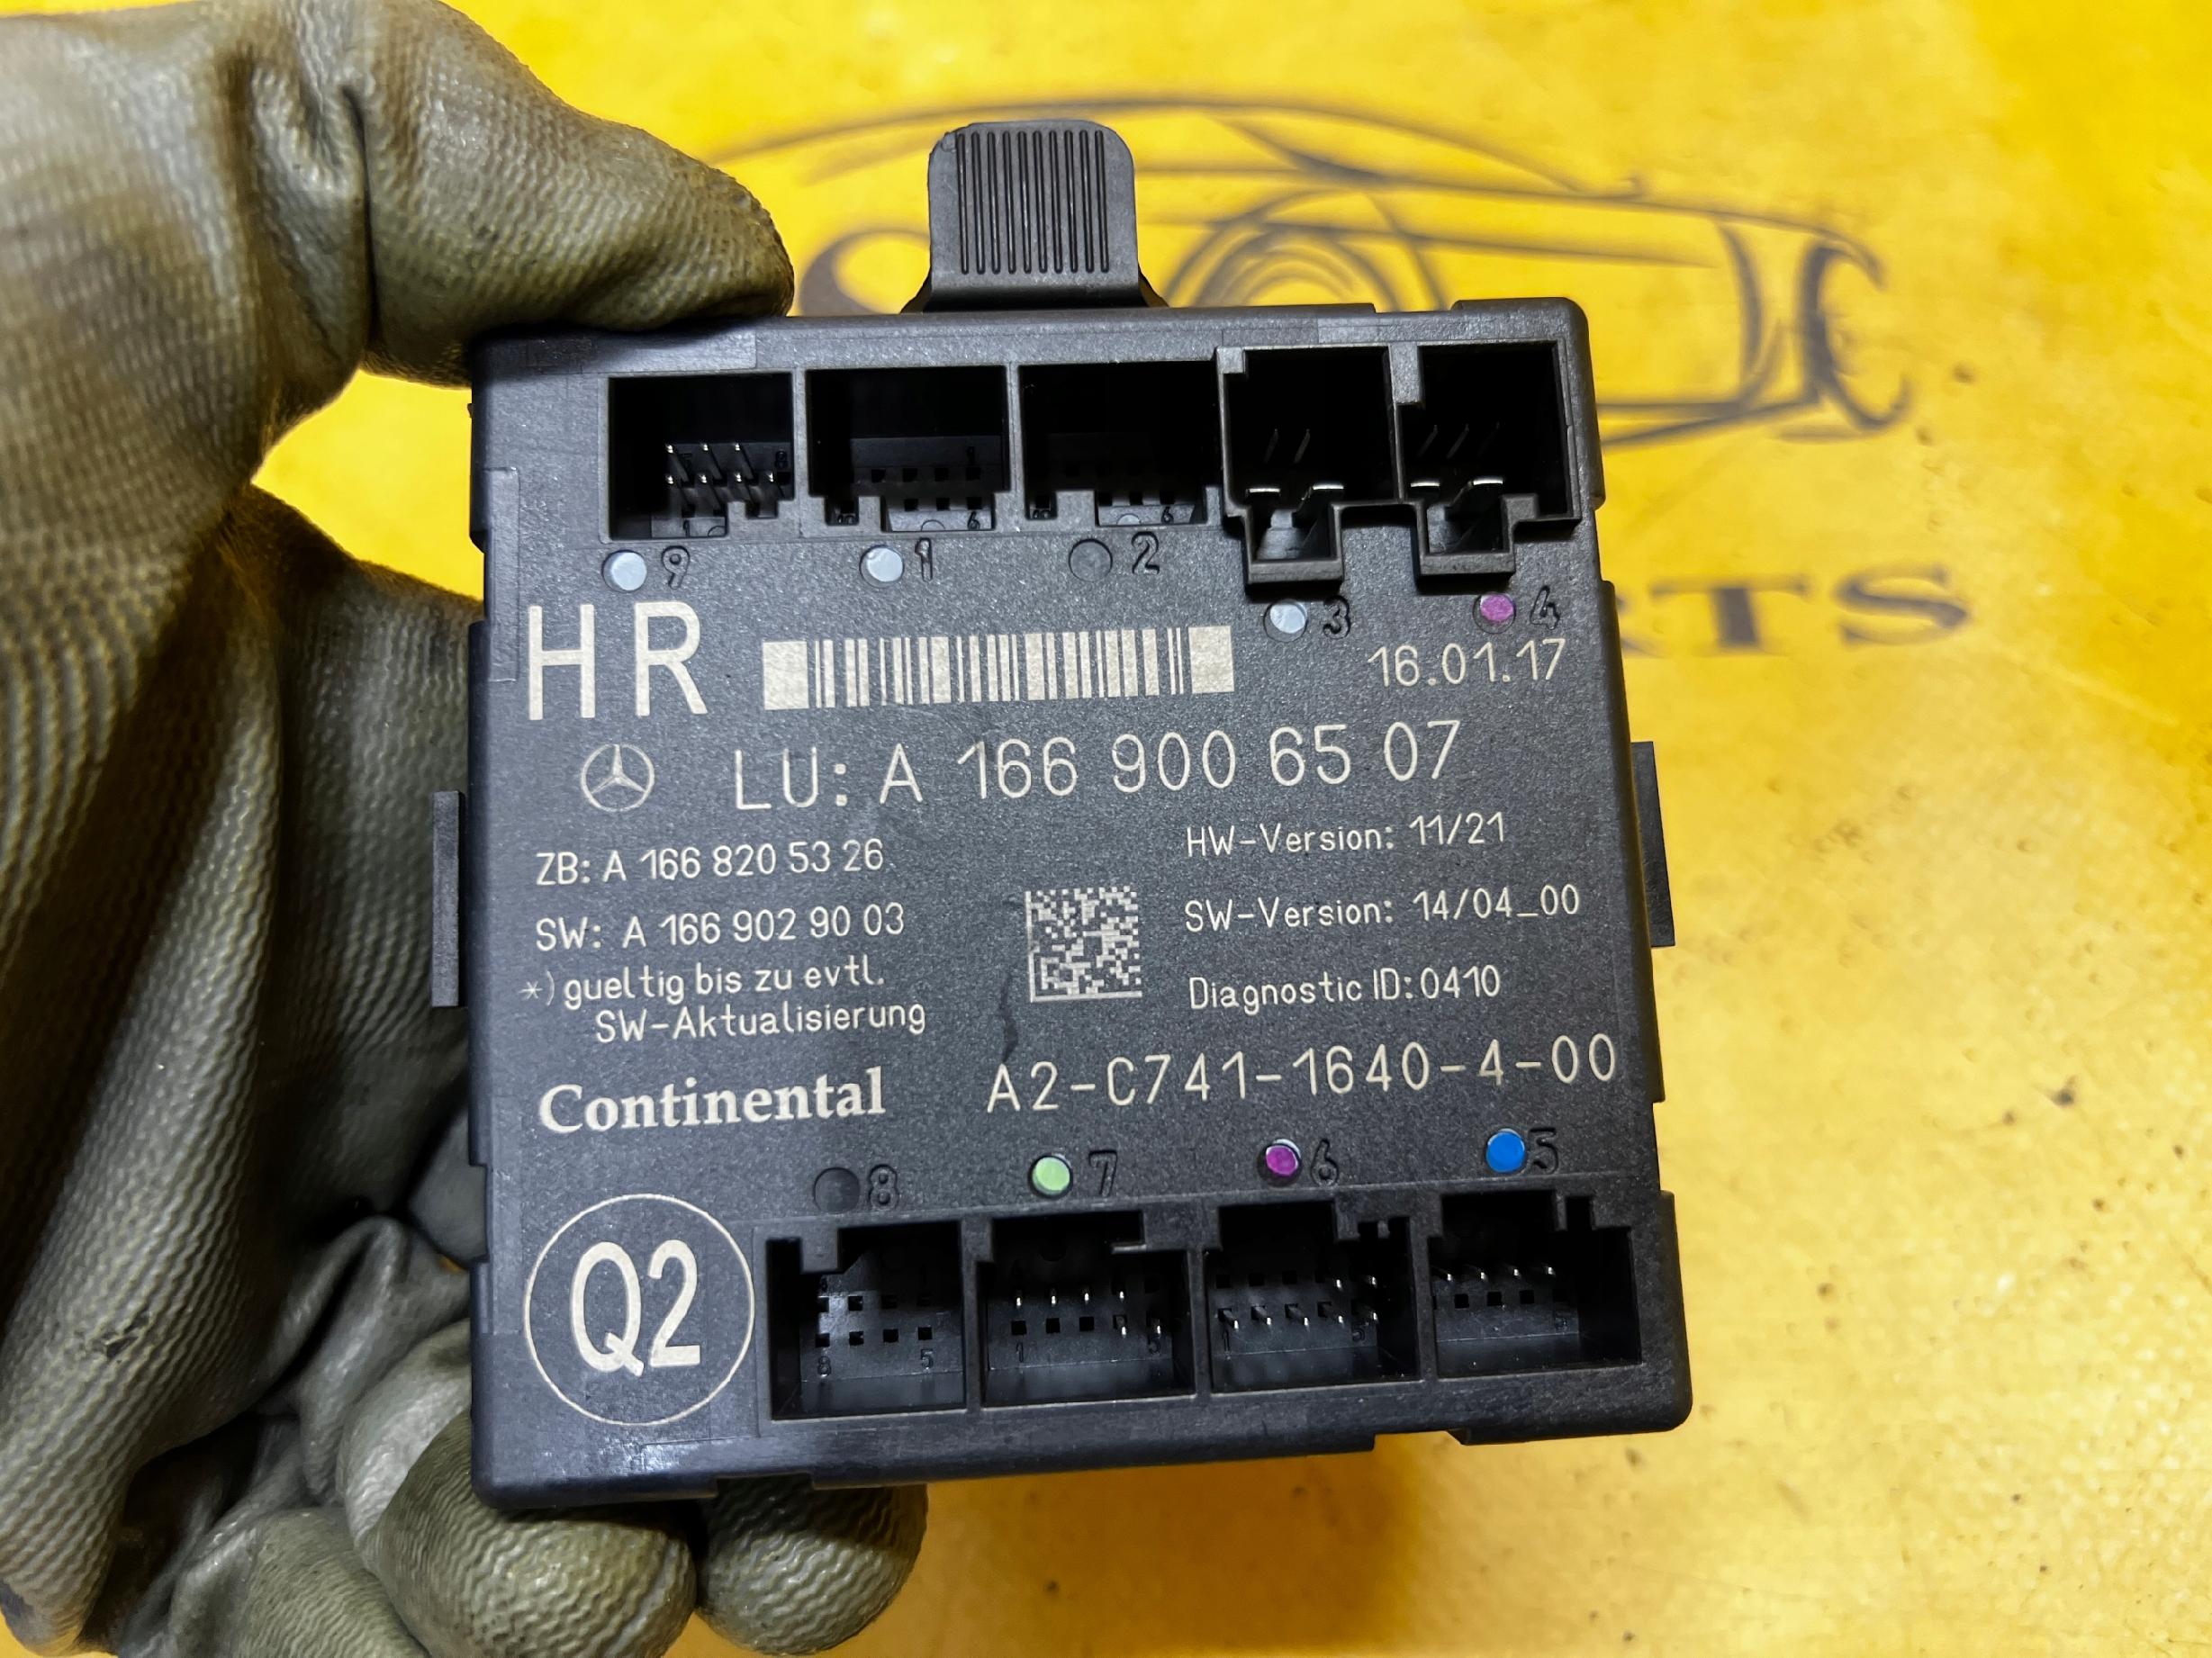 9 1 2 3 4
HR
16.01.17
LU: A 166 900 65 07
ZB: A 166 820 53 26
HW-Version: 11/21
SW: A 166 902 90 03
SW-Version: 14/04_00
*) gueltig bis zu evtl.
SW-Aktualisierung
Diagnostic ID: 0410
Continental
A2-C741-1640-4-00
8 7 6 5
Q2